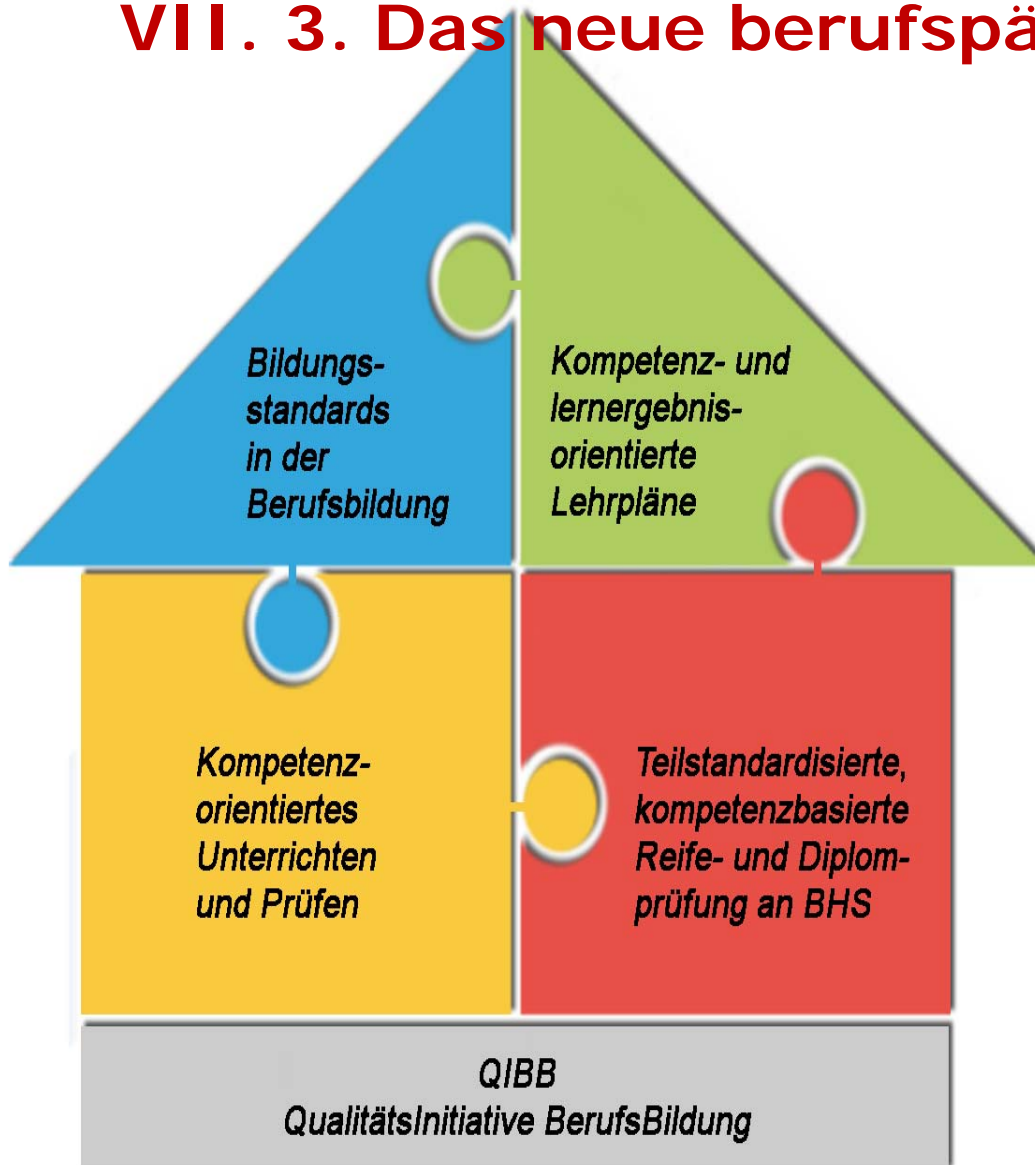 VII. 3. Das neue berufspä
Bildungs-
standards
in der
Berufsbildung
Kompetenz- und
lernergebnis-
orientierte
Lehrpläne
Kompetenz-
orientiertes
Unterrichten
und Prüfen
Teilstandardisierte,
kompetenzbasierte
Reife- und Diplom-
prüfung an BHS
QIBB
QualitätsInitiative BerufsBildung